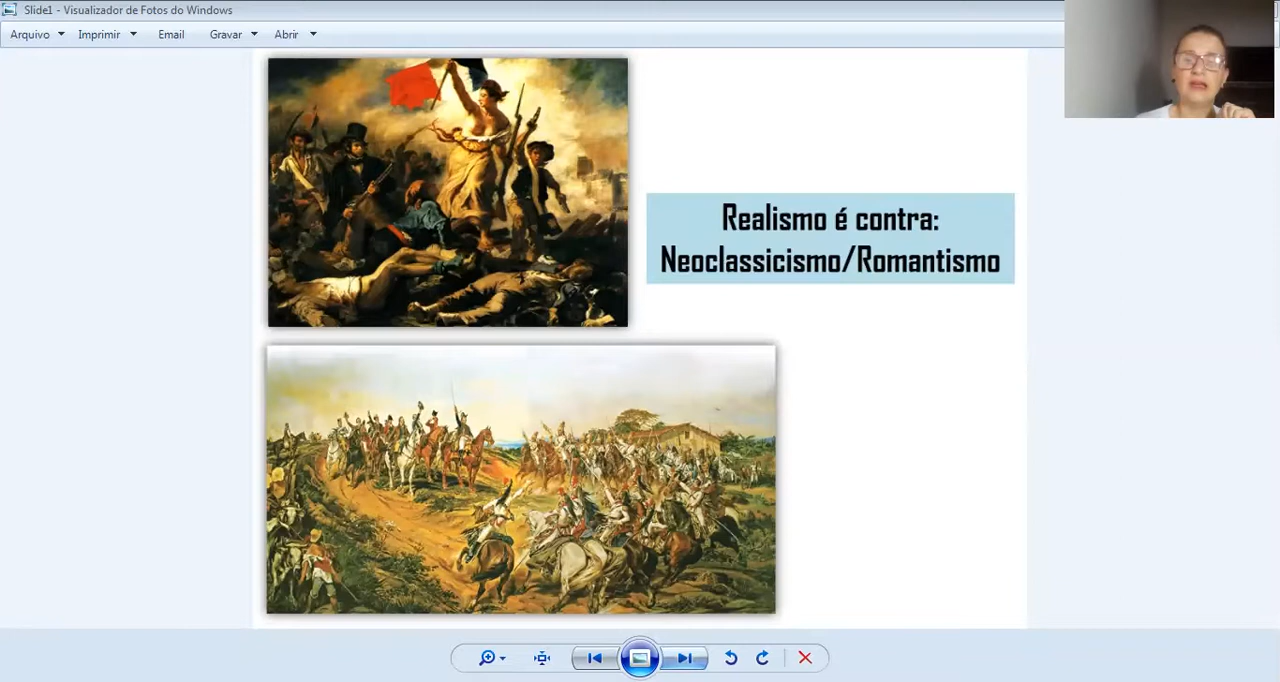 Slide1 - Visualizador de Fotos do Windows
Arquivo Imprimir Email Gravar Abrir
Realismo é contra:
Neoclassicismo/Romantismo